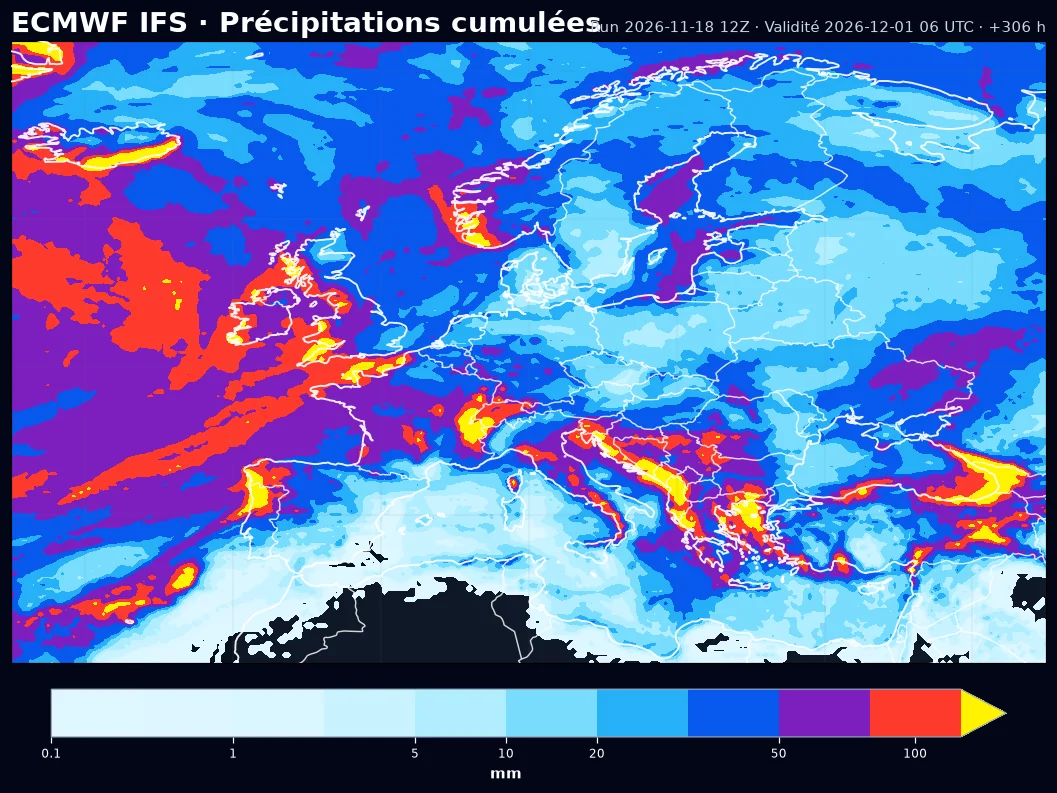 ECMWF IFS · Précipitations cumulées
Run 2026-11-18 12Z · Validité 2026-12-01 06 UTC · +306 h
0.1 1 5 10 20 50 100
mm